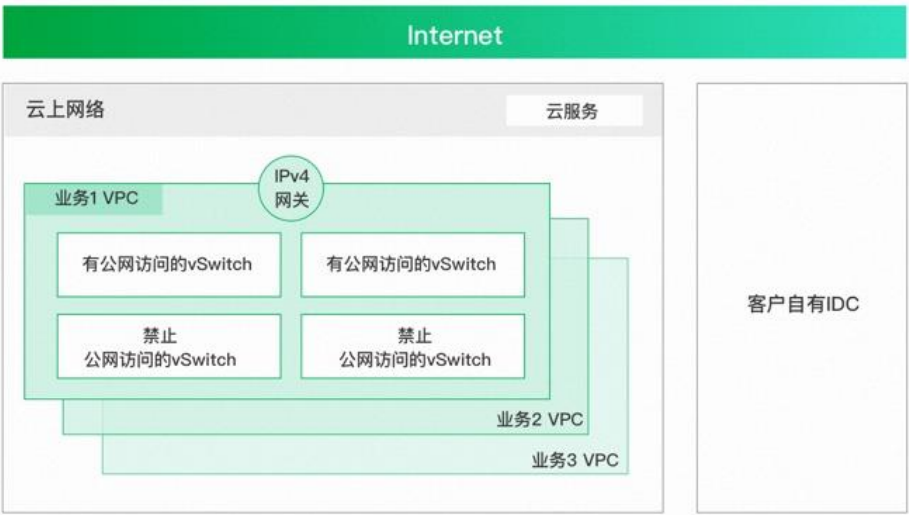 Internet
云上网络
云服务
IPv4
网关
业务1 VPC
有公网访问的vSwitch
有公网访问的vSwitch
禁止
公网访问的vSwitch
禁止
公网访问的vSwitch
业务2 VPC
业务3 VPC
客户自有IDC